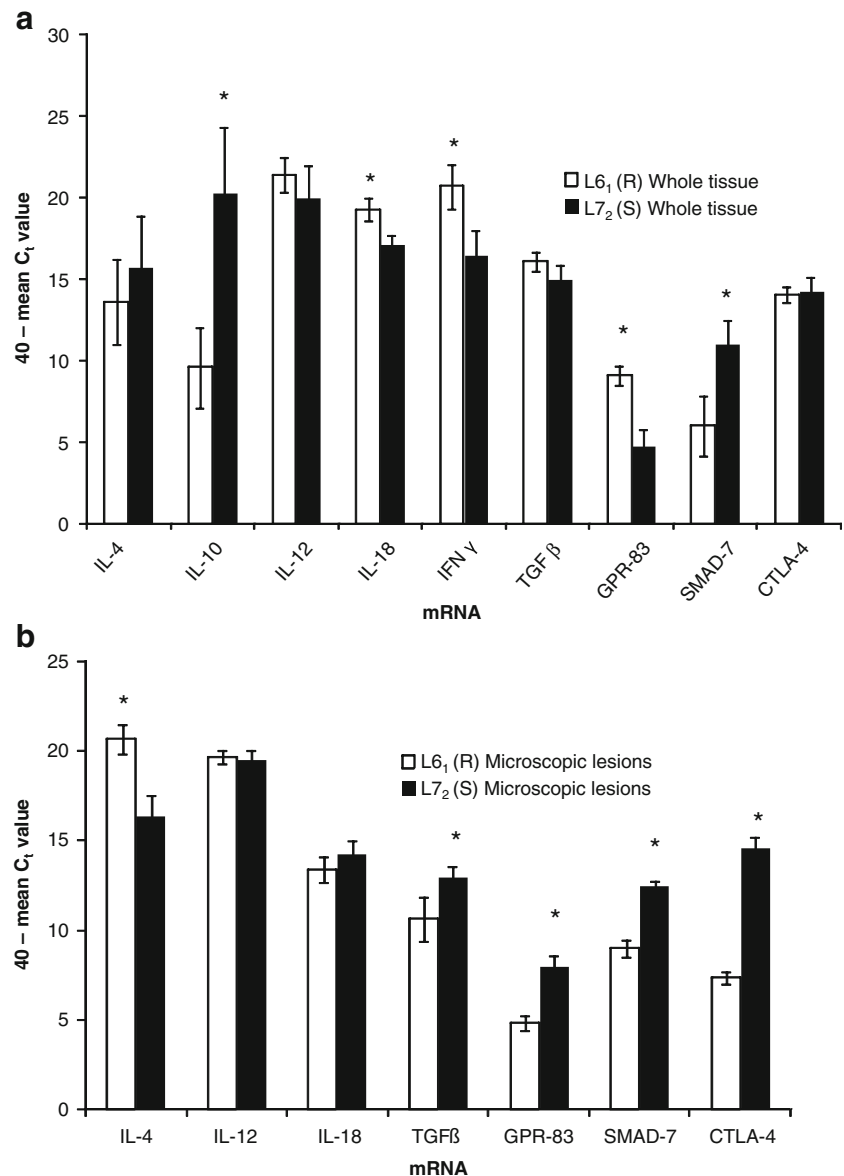 a
40 – mean Ct value
30
25
20
15
10
5
0
*
*
*
*
*
L61 (R) Whole tissue
L72 (S) Whole tissue
IL-4
IL-10
IL-12
IL-18
IFN γ
TGF β
GPR-83
SMAD-7
CTLA-4
mRNA
b
40 – mean Ct value
25
20
15
10
5
0
*
*
*
*
*
L61 (R) Microscopic lesions
L72 (S) Microscopic lesions
IL-4
IL-12
IL-18
TGFß
GPR-83
SMAD-7
CTLA-4
mRNA